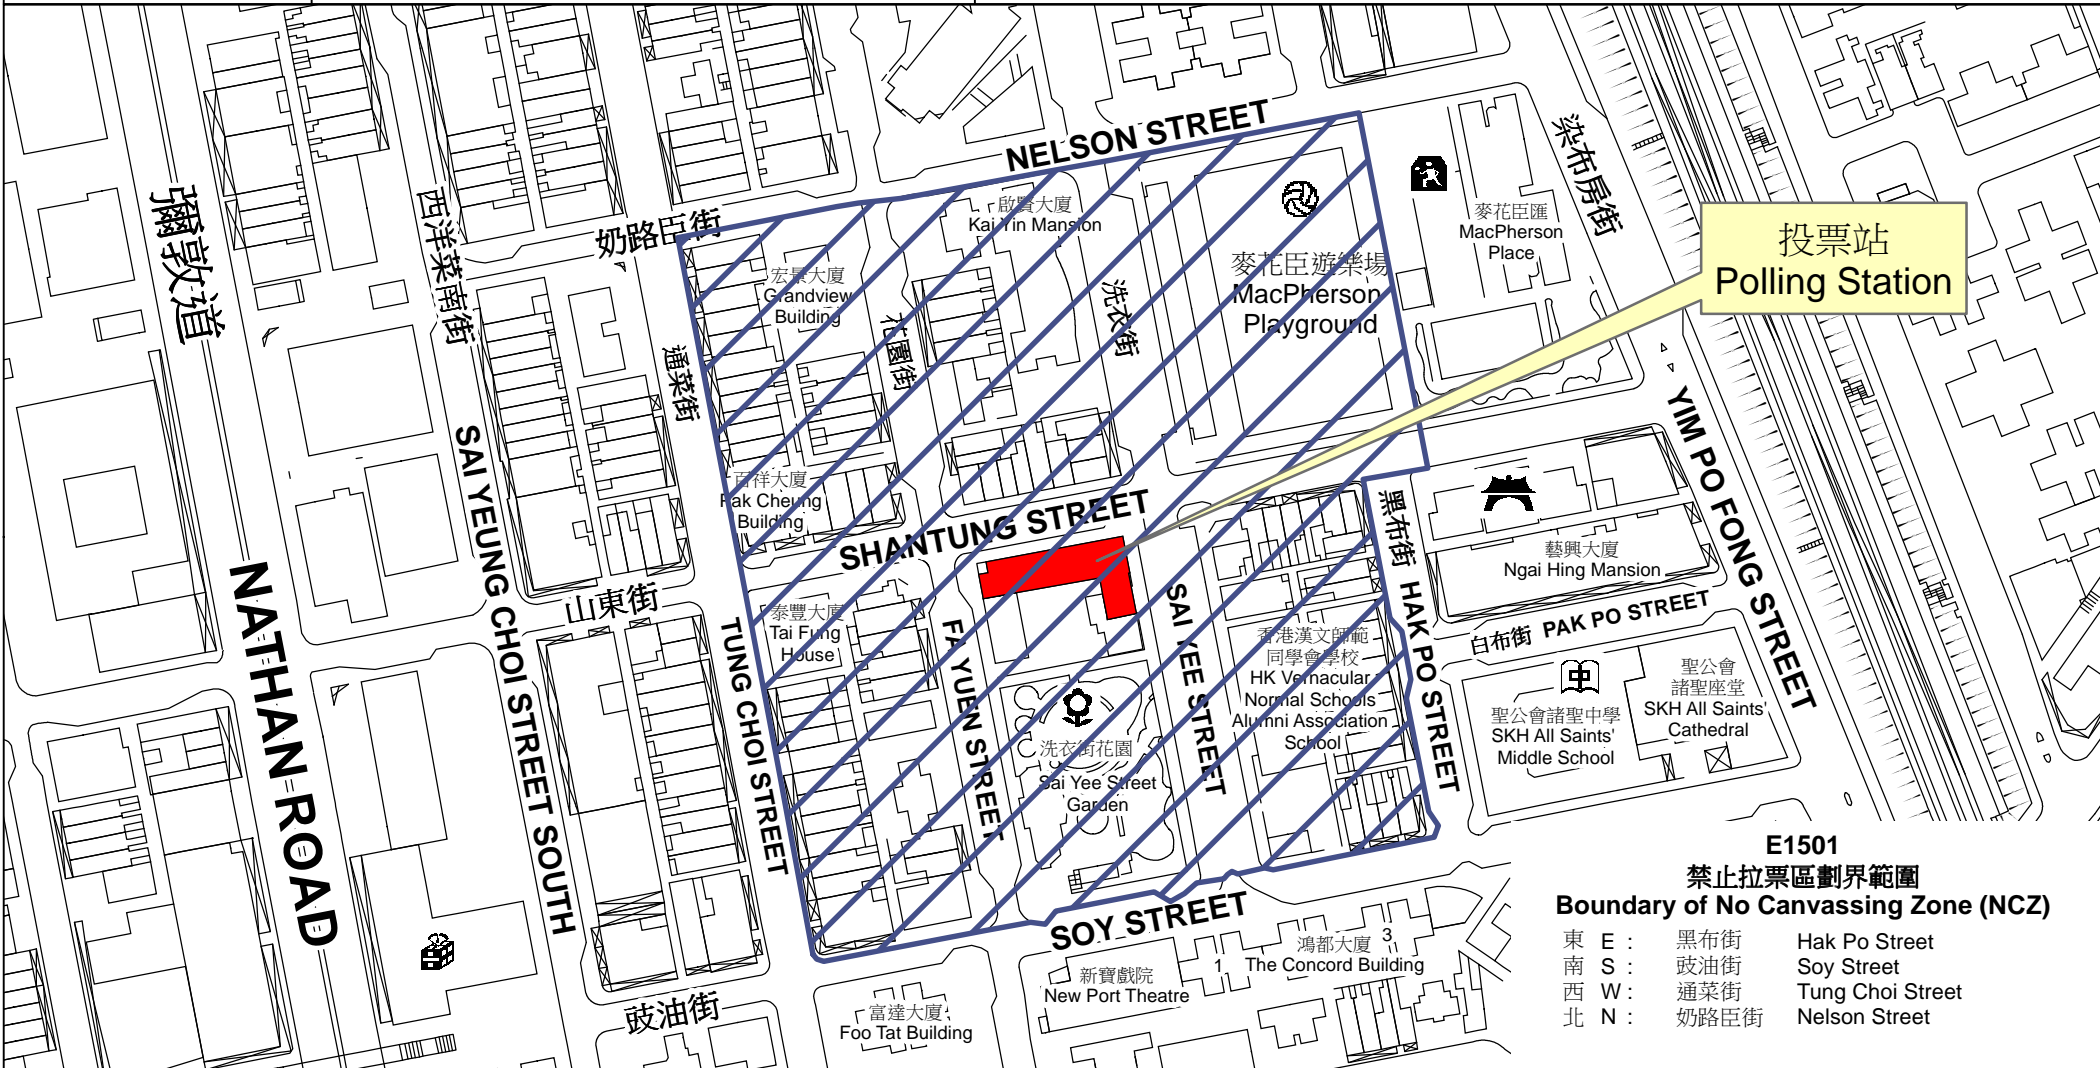 NELSON STREET
奶路臣街
彌敦道
西洋菜南街
染布房街
啟賢大廈
Kai Yin Mansion
麥花臣匯
MacPherson
Place
投票站
Polling Station
宏景大廈
Grandview
Building
花園街
洗衣街
麥花臣遊樂場
MacPherson
Playground
通菜街
百祥大廈
Pak Cheung
Building
SHANTUNG STREET
山東街
SAI YEUNG CHOI STREET SOUTH
NATHAN ROAD
TUNG CHOI STREET
泰豐大廈
Tai Fung
House
FA YUEN STREET
SAI YEE STREET
黑布街 HAK PO STREET
YIM PO FONG STREET
藝興大廈
Ngai Hing Mansion
白布街 PAK PO STREET
香港漢文師範
同學會學校
HK Vernacular
Normal Schools
Alumni Association
School
洗衣街花園
Sai Yee Street
Garden
中
聖公會諸聖中學
SKH All Saints'
Middle School
聖公會
諸聖座堂
SKH All Saints'
Cathedral
SOY STREET
豉油街
富達大廈
Foo Tat Building
新寶戲院
New Port Theatre
1
鴻都大廈 3
The Concord Building
E1501
禁止拉票區劃界範圍
Boundary of No Canvassing Zone (NCZ)
東 E : 黑布街 Hak Po Street
南 S : 豉油街 Soy Street
西 W : 通菜街 Tung Choi Street
北 N : 奶路臣街 Nelson Street